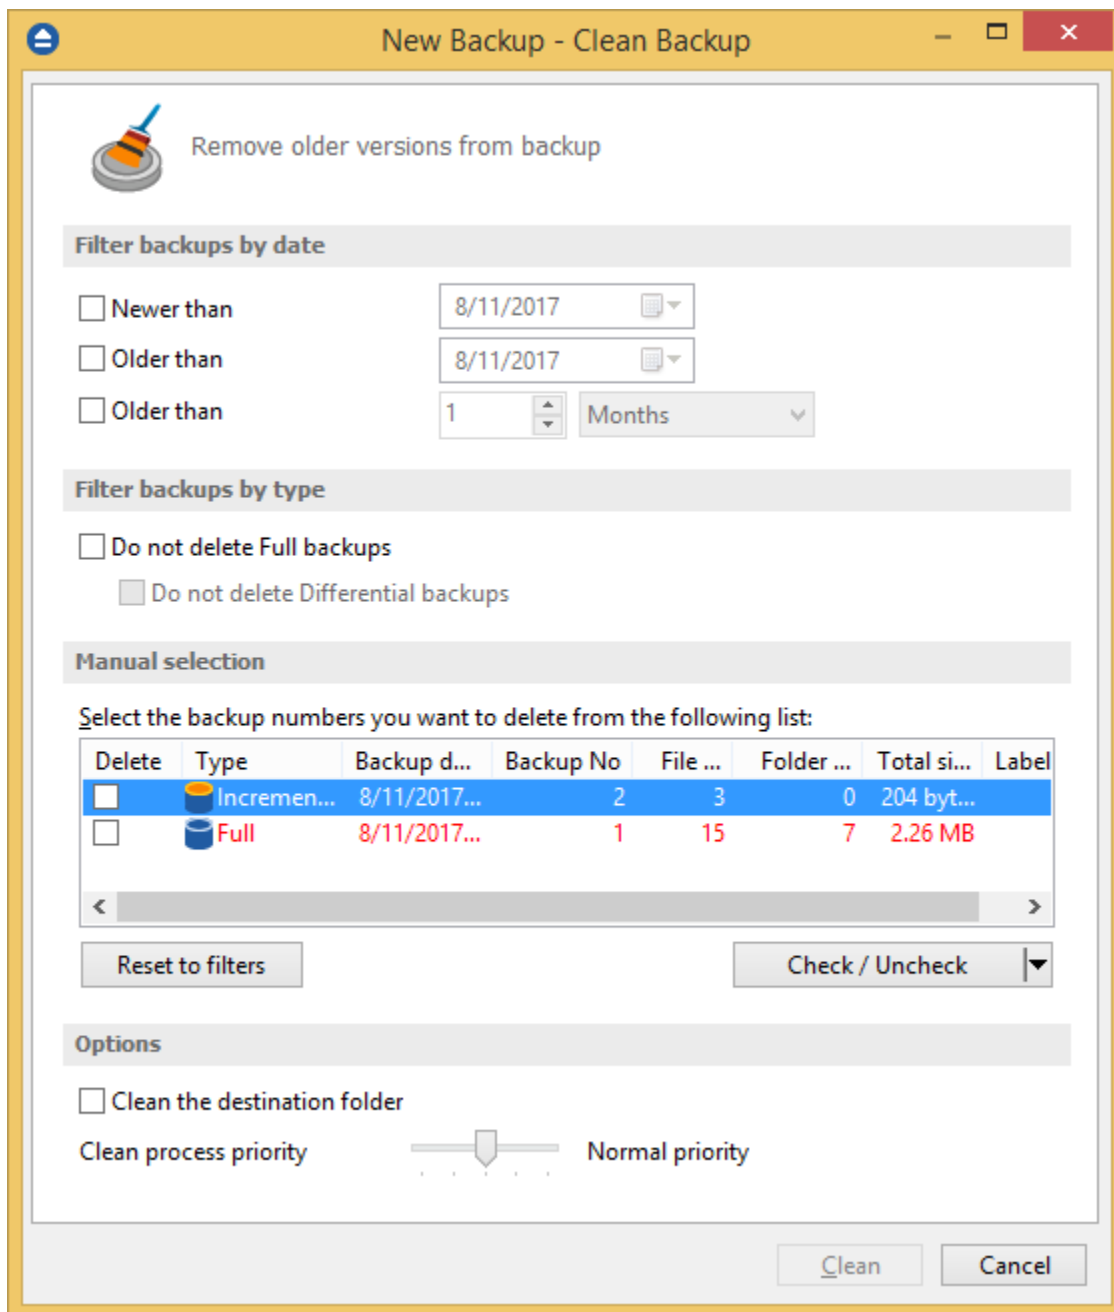 New Backup - Clean Backup
Remove older versions from backup
Filter backups by date
Newer than 8/11/2017
Older than 8/11/2017
Older than 1 Months
Filter backups by type
Do not delete Full backups
Do not delete Differential backups
Manual selection
Select the backup numbers you want to delete from the following list:
Delete Type Backup d... Backup No File ... Folder ... Total si... Label
Incremen... 8/11/2017... 2 3 0 204 byt...
Full 8/11/2017... 1 15 7 2.26 MB
Reset to filters Check / Uncheck
Options
Clean the destination folder
Clean process priority Normal priority
Clean Cancel